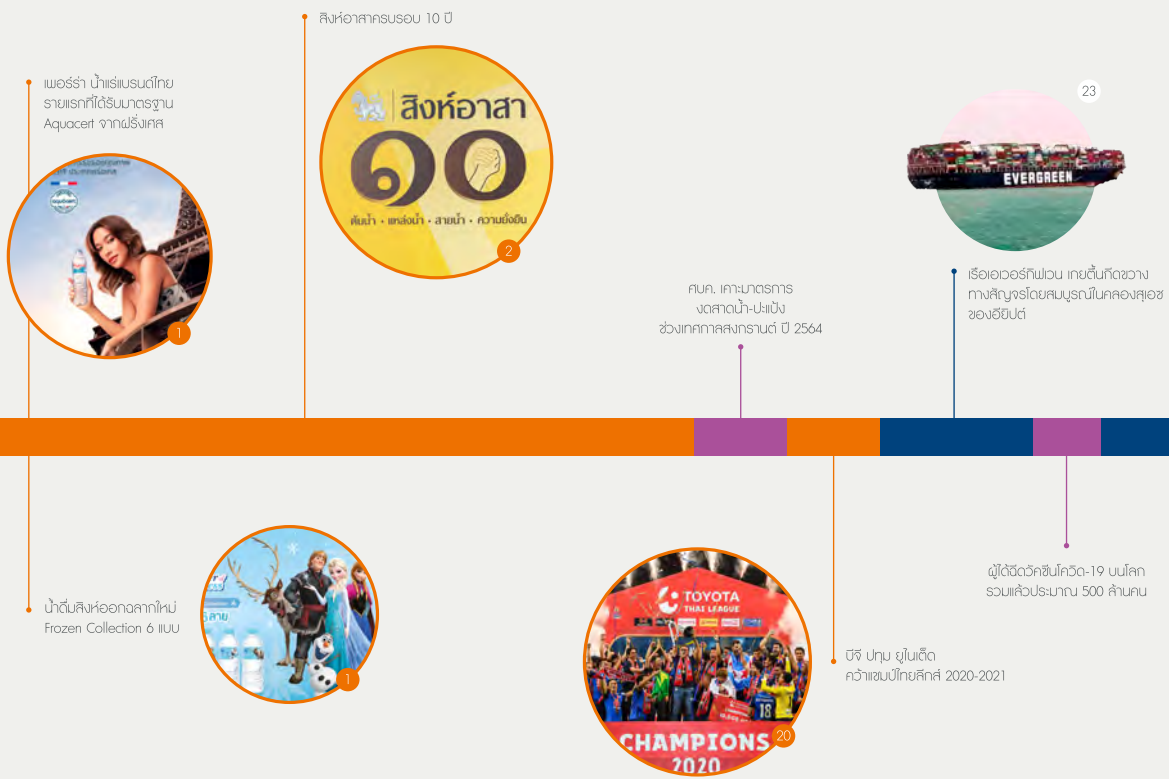 สิงห์อาสาครบรอบ 10 ปี
เพอร์ร่า น้ำแร่แบรนด์ไทย
รายแรกที่ได้รับมาตรฐาน
Aquacert จากฝรั่งเศส
1
สิงห์อาสา
๑๐
ต้นน้ำ • แหล่งน้ำ • สายน้ำ • ความยั่งยืน
2
23
EVERGREEN
เรือเอเวอร์กิฟเวน เกยตื้นกีดขวาง
ทางสัญจรโดยสมบูรณ์ในคลองสุเอซ
ของอียิปต์
ศบค. เคาะมาตรการ
งดสาดน้ำ-ปะแป้ง
ช่วงเทศกาลสงกรานต์ ปี 2564
น้ำดื่มสิงห์ออกฉลากใหม่
Frozen Collection 6 แบบ
ลาย
1
TOYOTA
THAI LEAGUE
18
CHAMPIONS
2020
20
บีจี ปทุม ยูไนเต็ด
คว้าแชมป์ไทยลีกส์ 2020-2021
ผู้ได้ฉีดวัคซีนโควิด-19 บนโลก
รวมแล้วประมาณ 500 ล้านคน